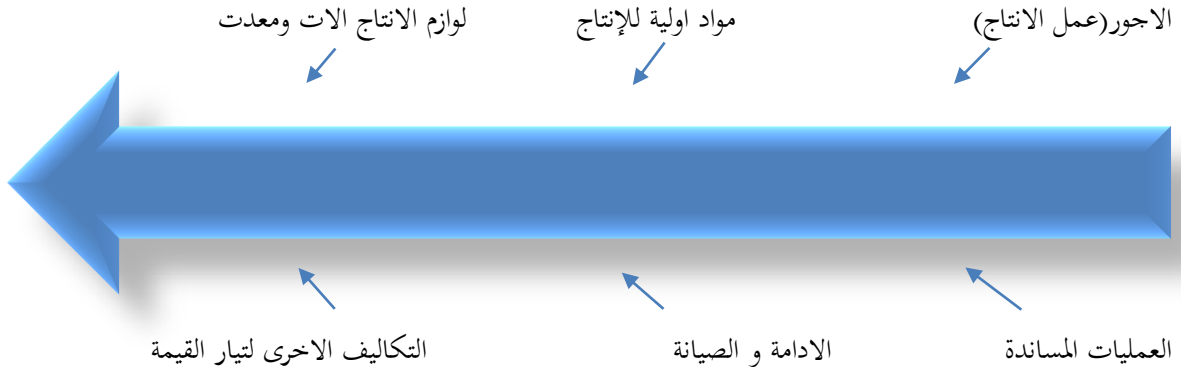 الاجور(عمل الانتاج)
مواد اولية للإنتاج
لوازم الانتاج الات ومعدت
العمليات المساندة
الادامة و الصيانة
التكاليف الاخرى لتيار القيمة